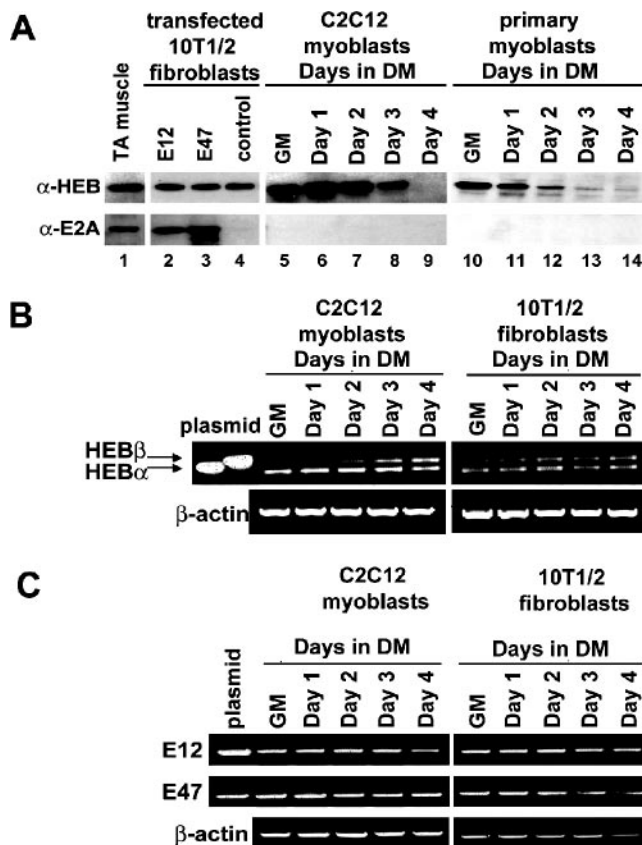 A
transfected
10T1/2
fibroblasts
C2C12
myoblasts
Days in DM
primary
myoblasts
Days in DM
TA muscle
E12
E47
control
GM
Day 1
Day 2
Day 3
Day 4
GM
Day 1
Day 2
Day 3
Day 4
α-HEB
α-E2A
1 2 3 4 5 6 7 8 9 10 11 12 13 14
B
C2C12
myoblasts
Days in DM
10T1/2
fibroblasts
Days in DM
plasmid
GM
Day 1
Day 2
Day 3
Day 4
GM
Day 1
Day 2
Day 3
Day 4
HEBβ
HEBα
β-actin
C
C2C12
myoblasts
10T1/2
fibroblasts
Days in DM
Days in DM
plasmid
GM
Day 1
Day 2
Day 3
Day 4
GM
Day 1
Day 2
Day 3
Day 4
E12
E47
β-actin